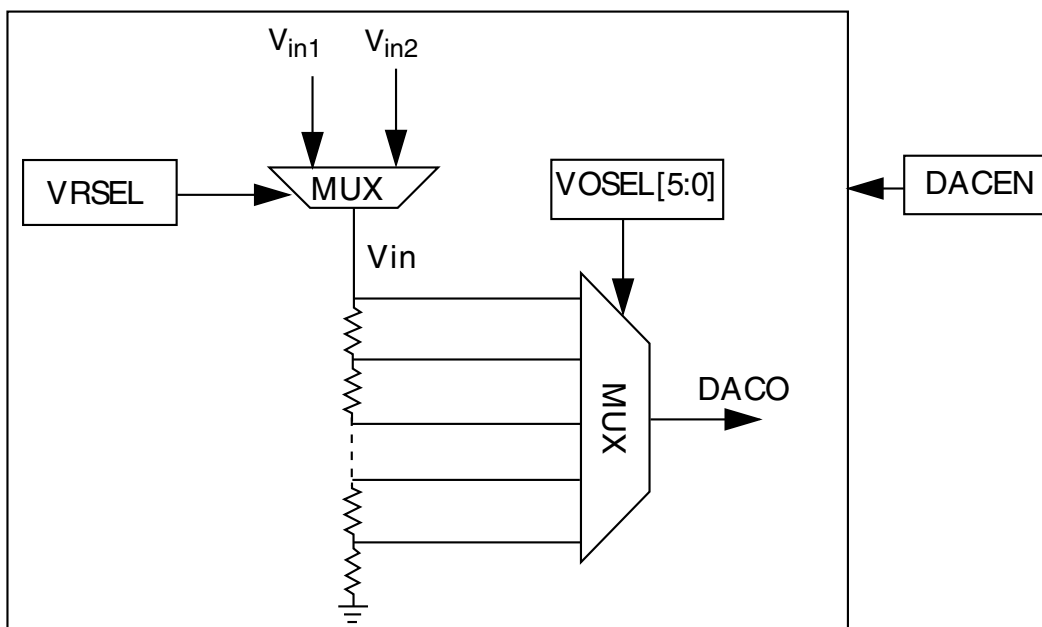 Vin1
Vin2
VRSEL
MUX
VOSEL[5:0]
DACEN
Vin
MUX
DACO